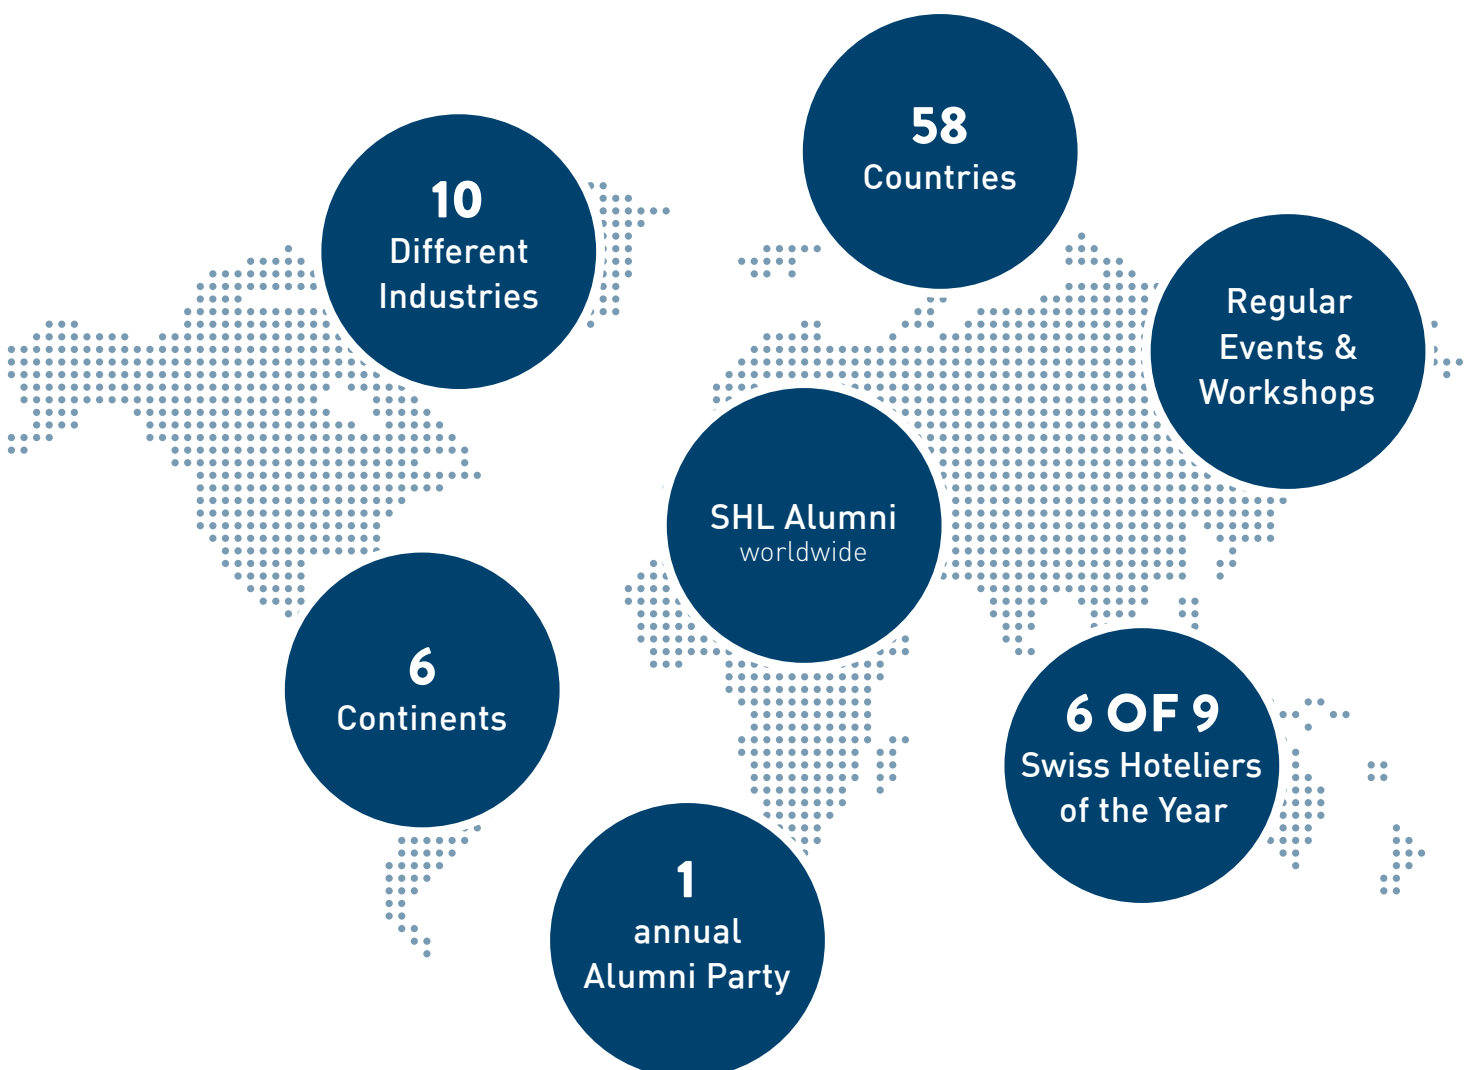 58
Countries
10
Different
Industries
Regular
Events &
Workshops
SHL Alumni
worldwide
6
Continents
6 OF 9
Swiss Hoteliers
of the Year
1
annual
Alumni Party